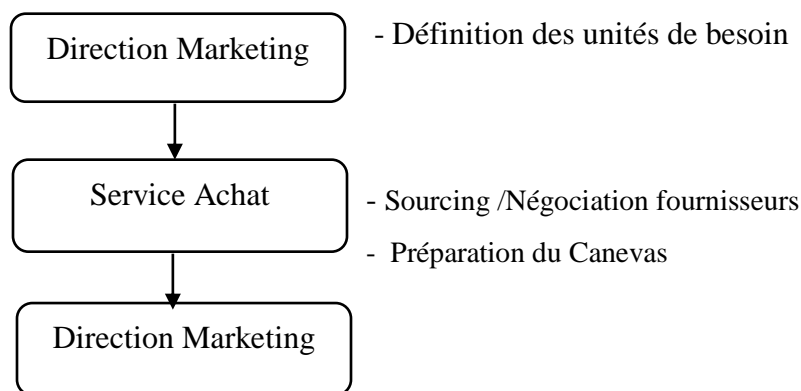 Direction Marketing
- Définition des unités de besoin
Service Achat
- Sourcing /Négociation fournisseurs
- Préparation du Canevas
Direction Marketing